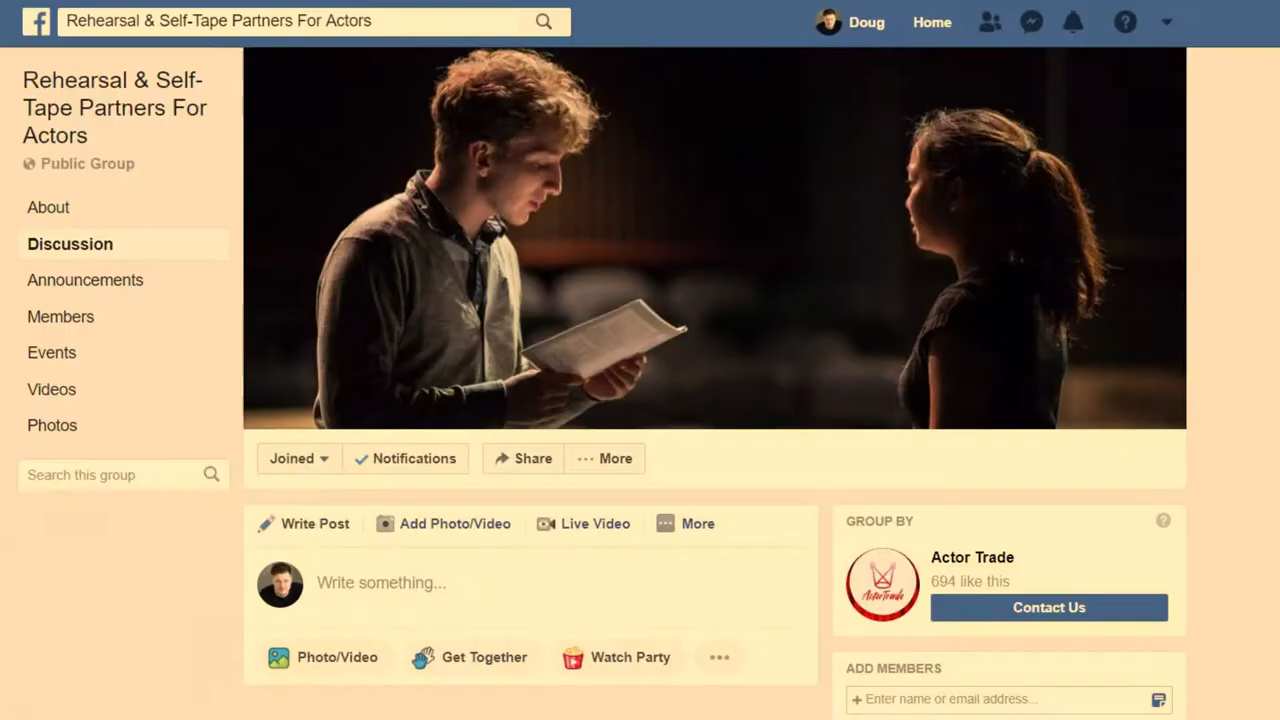 Rehearsal & Self-Tape Partners For Actors
Doug
Home
Rehearsal & Self-
Tape Partners For
Actors
Public Group
About
Discussion
Announcements
Members
Events
Videos
Photos
Search this group
Joined
Notifications
Share
More
Write Post
Add Photo/Video
Live Video
More
Write something...
Photo/Video
Get Together
Watch Party
GROUP BY
Actor Trade
694 like this
Contact Us
ActorTrade
ADD MEMBERS
+ Enter name or email address...